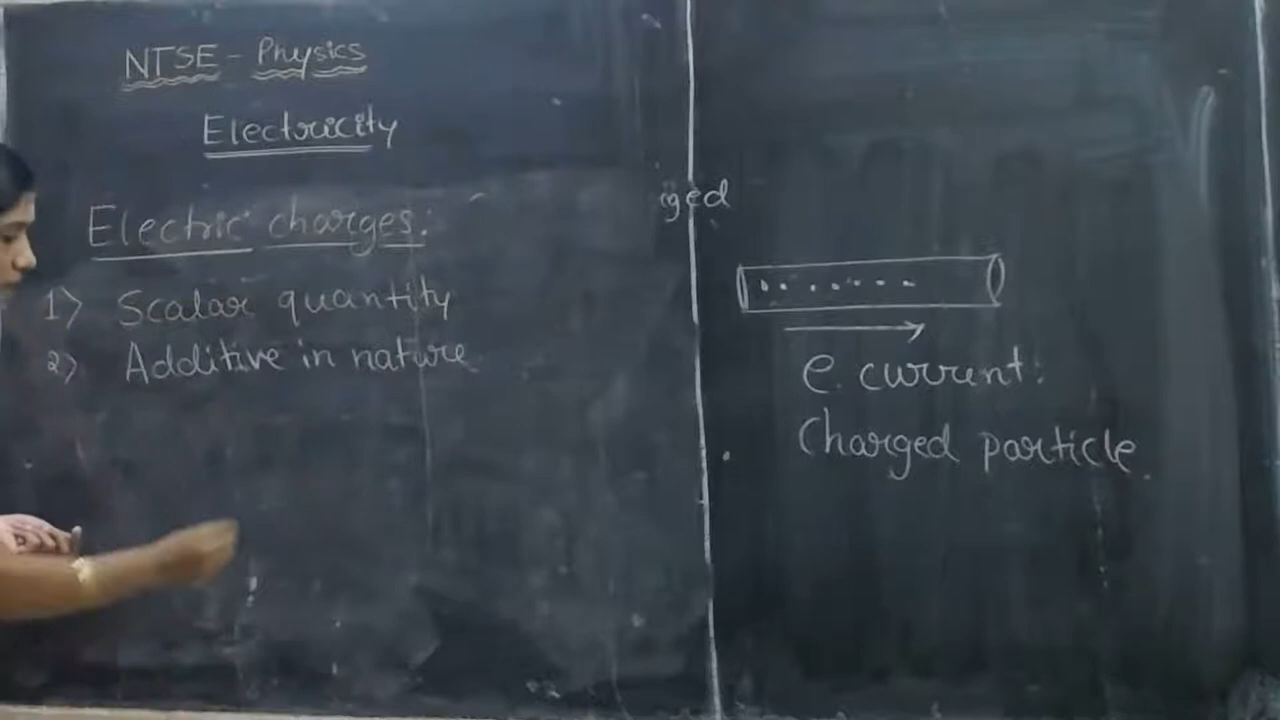 NTSE - Physics
Electricity
Electric charges:
1) Scalar quantity
2) Additive in nature
ged
e. current.
Charged particle.